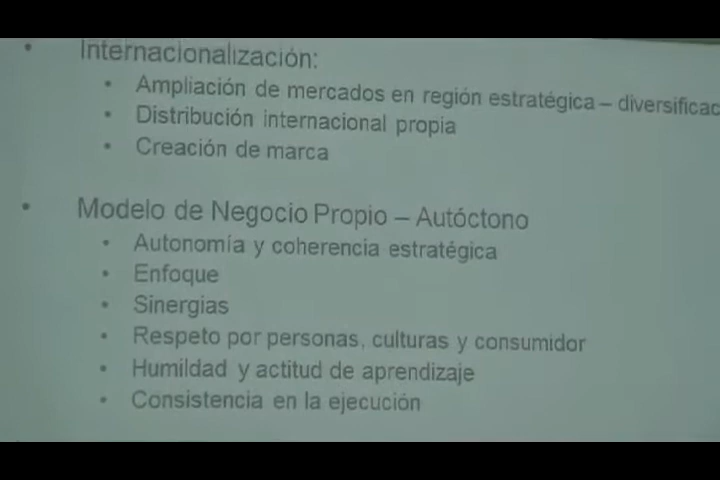 • Internacionalización:
• Ampliación de mercados en región estratégica – diversificac
• Distribución internacional propia
• Creación de marca
• Modelo de Negocio Propio – Autóctono
• Autonomía y coherencia estratégica
• Enfoque
• Sinergias
• Respeto por personas, culturas y consumidor
• Humildad y actitud de aprendizaje
• Consistencia en la ejecución